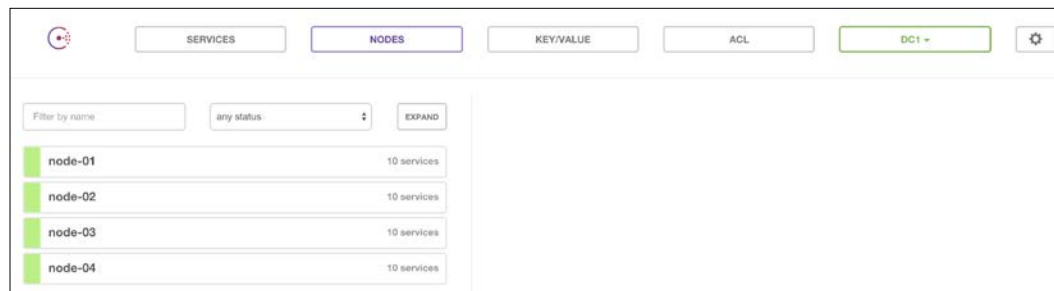 SERVICES NODES KEY/VALUE ACL DC1
Filter by name any status EXPAND
node-01 10 services
node-02 10 services
node-03 10 services
node-04 10 services